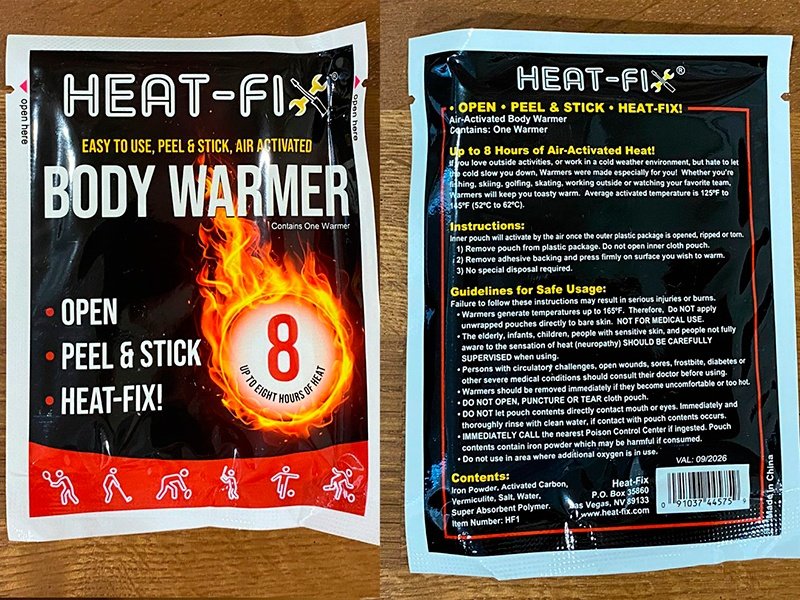 HEAT-FIX®
open here
open here
EASY TO USE, PEEL & STICK, AIR ACTIVATED
BODY WARMER
Contains One Warmer
• OPEN
• PEEL & STICK
• HEAT-FIX!
8
UP TO EIGHT HOURS OF HEAT
HEAT-FIX®
• OPEN • PEEL & STICK • HEAT-FIX!
Air-Activated Body Warmer
Contains: One Warmer
Up to 8 Hours of Air-Activated Heat!
If you love outside activities, or work in a cold weather environment, but hate to let
the cold slow you down, Warmers were made especially for you! Whether you're
fishing, skiing, golfing, skating, working outside or watching your favorite team,
Warmers will keep you toasty warm. Average activated temperature is 125ºF to
145ºF (52ºC to 62ºC).
Instructions:
Inner pouch will activate by the air once the outer plastic package is opened, ripped or torn.
1) Remove pouch from plastic package. Do not open inner cloth pouch.
2) Remove adhesive backing and press firmly on surface you wish to warm.
3) No special disposal required.
Guidelines for Safe Usage:
Failure to follow these instructions may result in serious injuries or burns.
• Warmers generate temperatures up to 165ºF. Therefore, Do NOT apply
unwrapped pouches directly to bare skin. NOT FOR MEDICAL USE.
• The elderly, infants, children, people with sensitive skin, and people not fully
aware to the sensation of heat (neuropathy) SHOULD BE CAREFULLY
SUPERVISED when using.
• Persons with circulatory challenges, open wounds, sores, frostbite, diabetes or
other severe medical conditions should consult their doctor before using.
• Warmers should be removed immediately if they become uncomfortable or too hot.
• DO NOT OPEN, PUNCTURE OR TEAR cloth pouch.
• DO NOT let pouch contents directly contact mouth or eyes. Immediately and
thoroughly rinse with clean water, if contact with pouch contents occurs.
• IMMEDIATELY CALL the nearest Poison Control Center if ingested. Pouch
contents contain iron powder which may be harmful if consumed.
• Do not use in area where additional oxygen is in use.
VAL: 09/2026
Contents:
Iron Powder, Activated Carbon,
Vermiculite, Salt, Water,
Super Absorbent Polymer.
Item Number: HF1
Heat-Fix
P.O. Box 35860
Las Vegas, NV 89133
www.heat-fix.com
0 91037 44575 9
Made in China